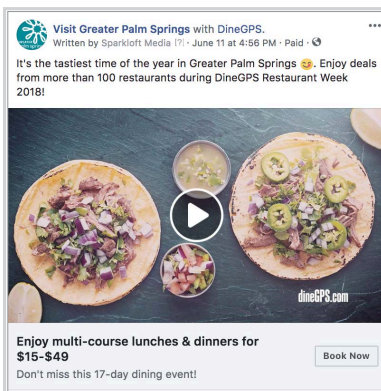 Visit Greater Palm Springs with DineGPS.
Written by Sparkloft Media [?] · June 11 at 4:56 PM · Paid ·
It's the tastiest time of the year in Greater Palm Springs 😋. Enjoy deals
from more than 100 restaurants during DineGPS Restaurant Week
2018!
dineGPS.com
Enjoy multi-course lunches & dinners for
$15-$49
Book Now
Don't miss this 17-day dining event!